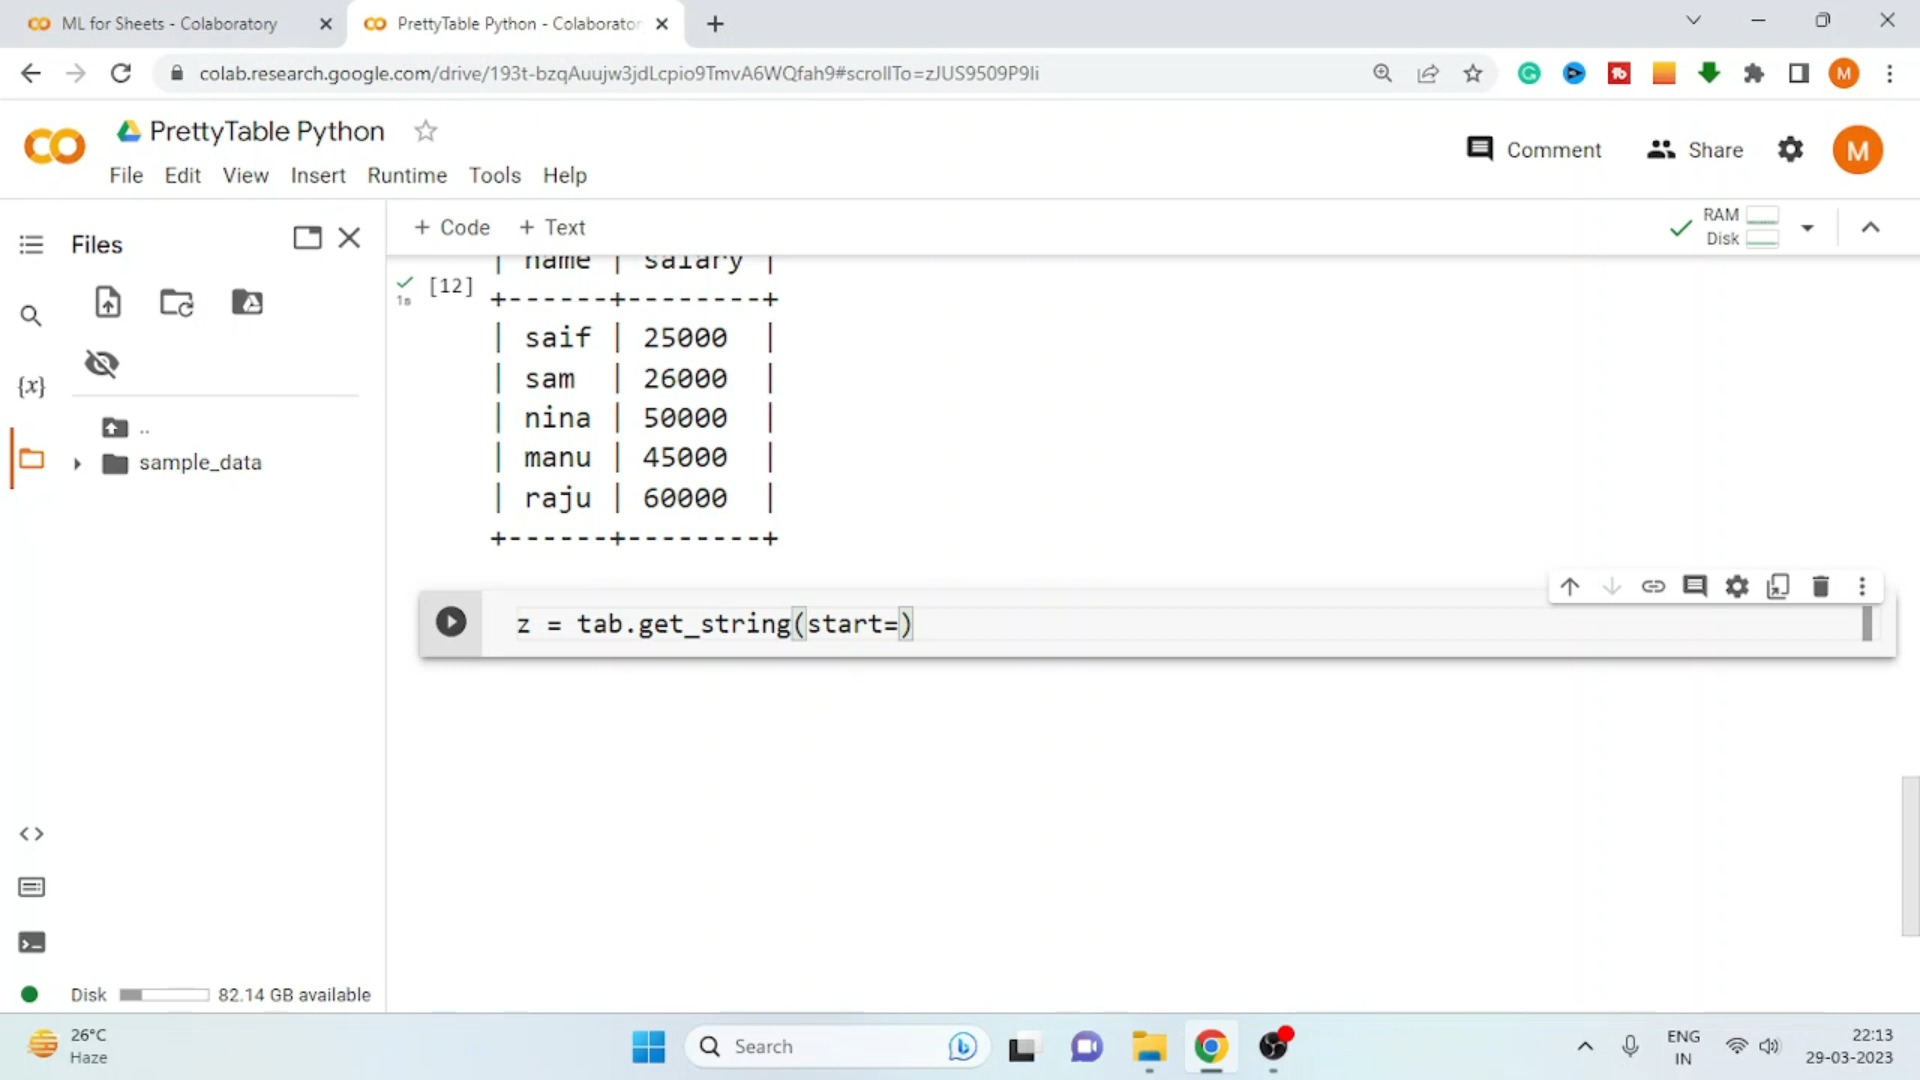 ML for Sheets - Colaboratory
PrettyTable Python - Colaborator
colab.research.google.com/drive/193t-bzqAuujw3jdLcpio9TmvA6WQfah9#scrollTo=zJUS9509P9li
M
PrettyTable Python
Comment
Share
M
File Edit View Insert Runtime Tools Help
Files
+ Code + Text
RAM
Disk
{x}
..
sample_data
1s
[12]
| name | salary |
+------+--------+
| saif | 25000 |
| sam | 26000 |
| nina | 50000 |
| manu | 45000 |
| raju | 60000 |
+------+--------+
z = tab.get_string(start=)
Disk
82.14 GB available
26°C
Haze
Search
ENG
IN
22:13
29-03-2023